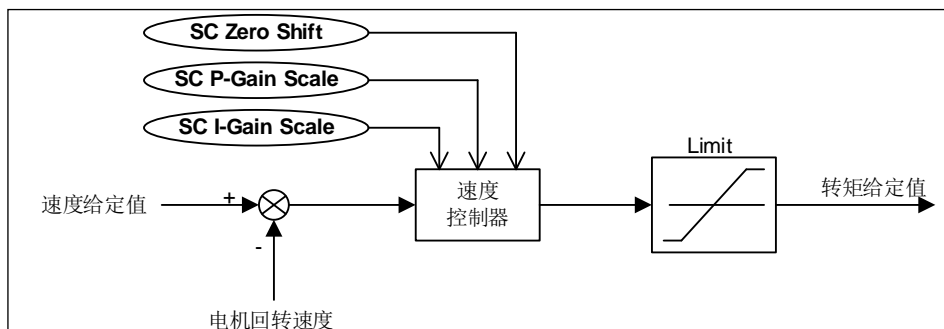 SC Zero Shift
SC P-Gain Scale
SC I-Gain Scale
Limit
速度给定值
+
-
速度
控制器
转矩给定值
电机回转速度